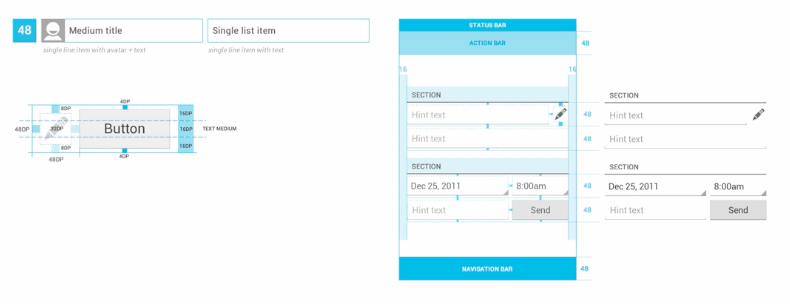 48
Medium title
Single list item
single line item with avatar + text
single line item with text
4DP
8DP
16DP
48DP
32DP
Button
16DP
TEXT MEDIUM
8DP
16DP
48DP
4DP
STATUS BAR
ACTION BAR
48
16
16
SECTION
Hint text
48
Hint text
48
SECTION
Dec 25, 2011
8:00am
48
Hint text
Send
48
NAVIGATION BAR
48
SECTION
Hint text
Hint text
SECTION
Dec 25, 2011
8:00am
Hint text
Send